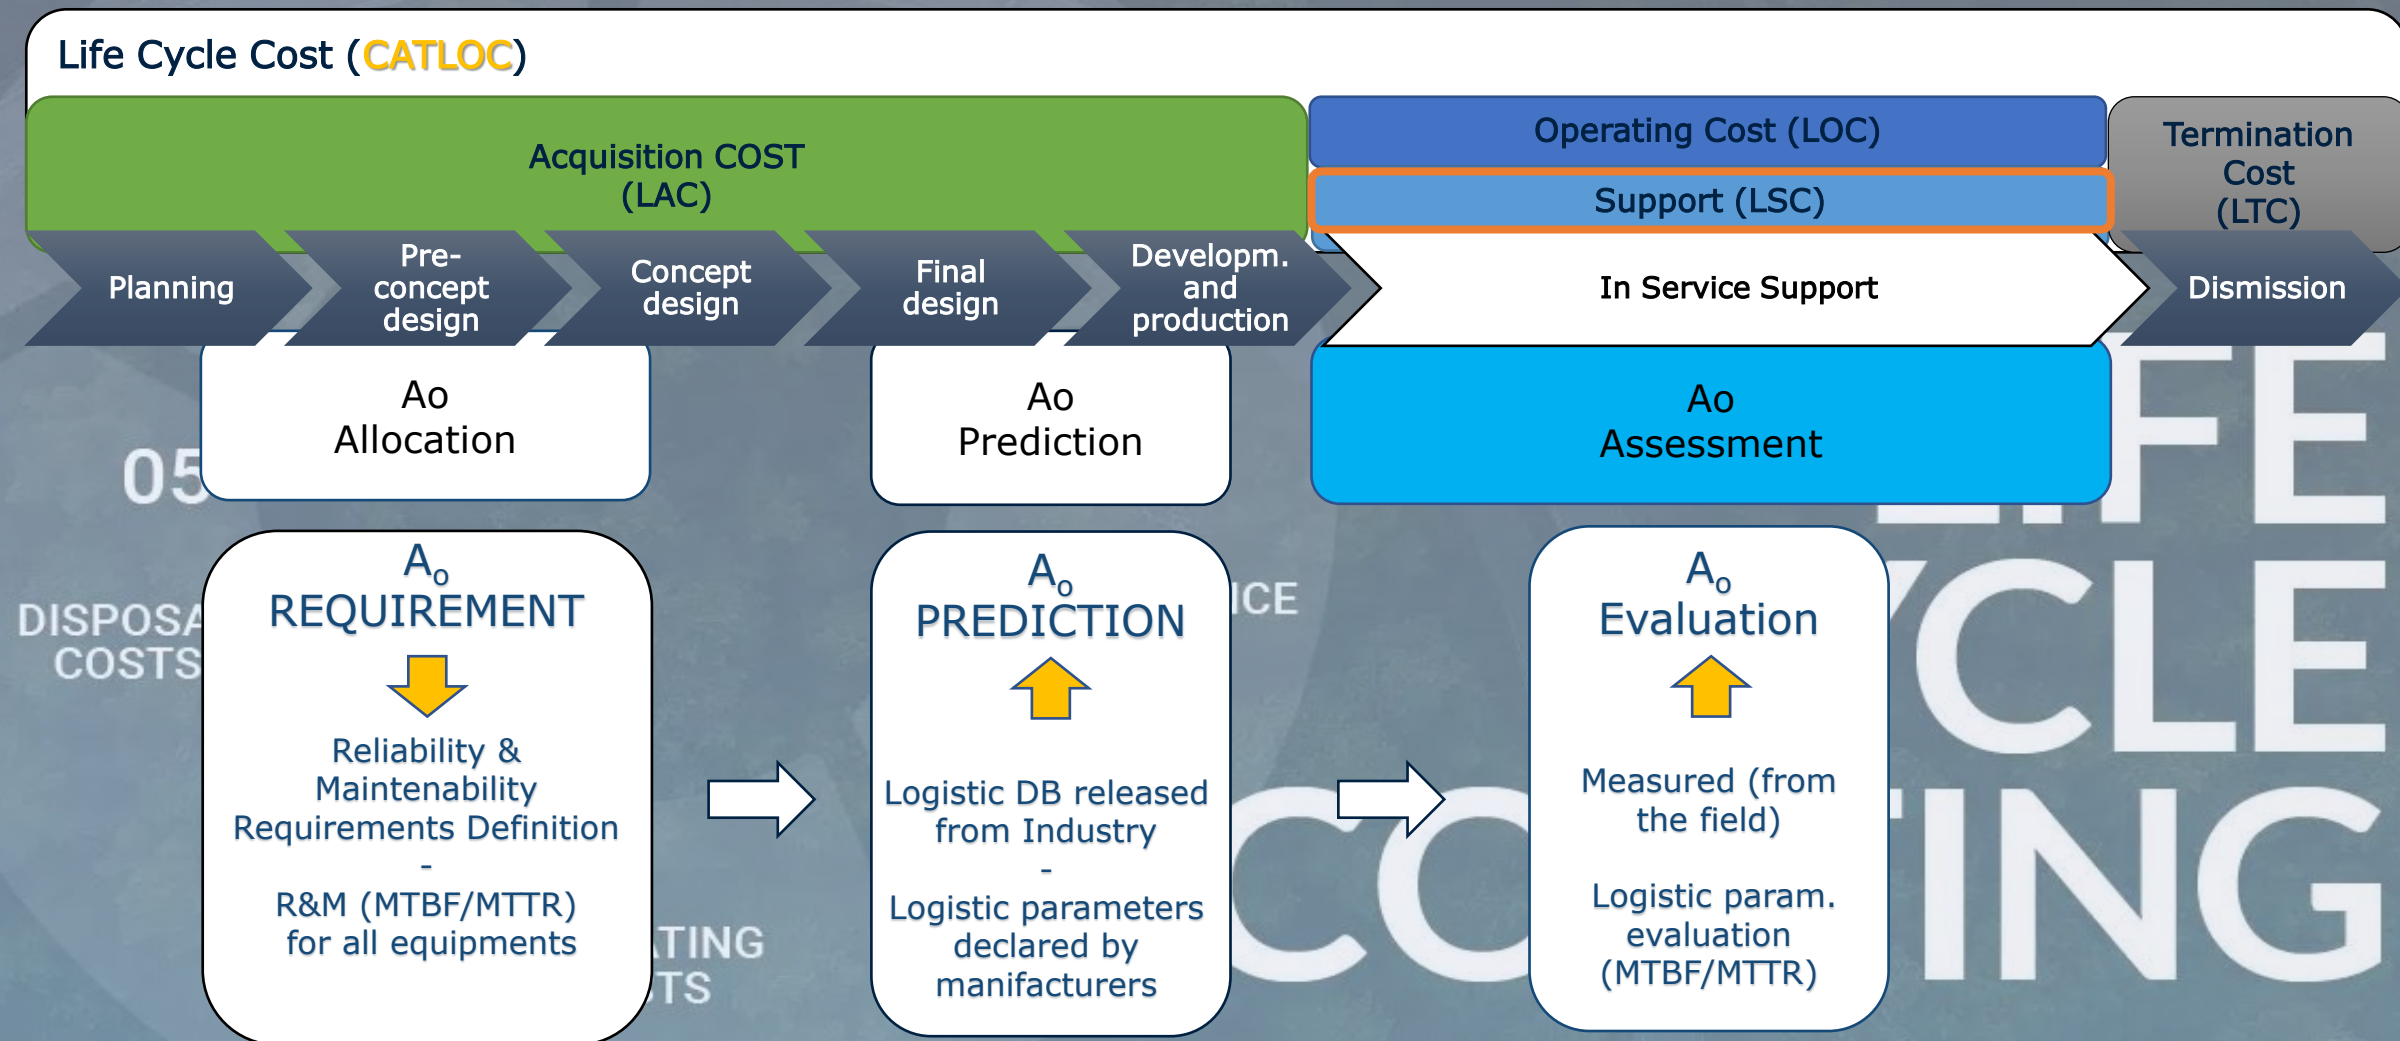 Life Cycle Cost (CATLOC)
Acquisition COST
(LAC)
Operating Cost (LOC)
Support (LSC)
Termination
Cost
(LTC)
Planning
Pre-
concept
design
Concept
design
Final
design
Developm.
and
production
In Service Support
Dismission
Ao
Allocation
Ao
Prediction
Ao
Assessment
05
DISPOSA
COSTS
Ao
REQUIREMENT
Reliability &
Maintenability
Requirements Definition
-
R&M (MTBF/MTTR)
for all equipments
ATING
TS
Ao
PREDICTION
Logistic DB released
from Industry
-
Logistic parameters
declared by
manifacturers
ICE
Ao
Evaluation
Measured (from
the field)
Logistic param.
evaluation
(MTBF/MTTR)
LIFE
YCLE
CO TING